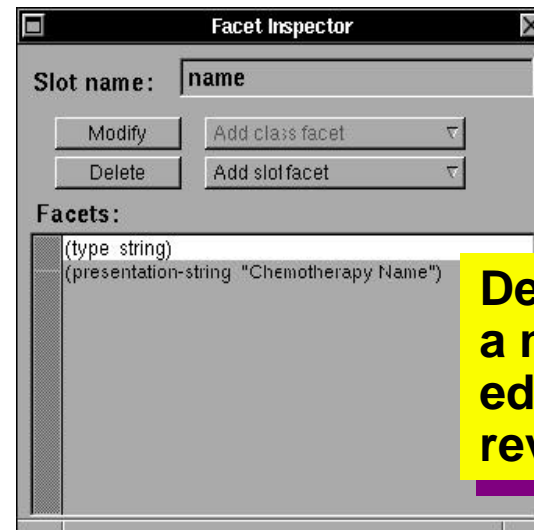 Facet Inspector
Slot name: name
Modify Add class facet
Delete Add slot facet
Facets:
(type string)
(presentation-string "Chemotherapy Name")
a